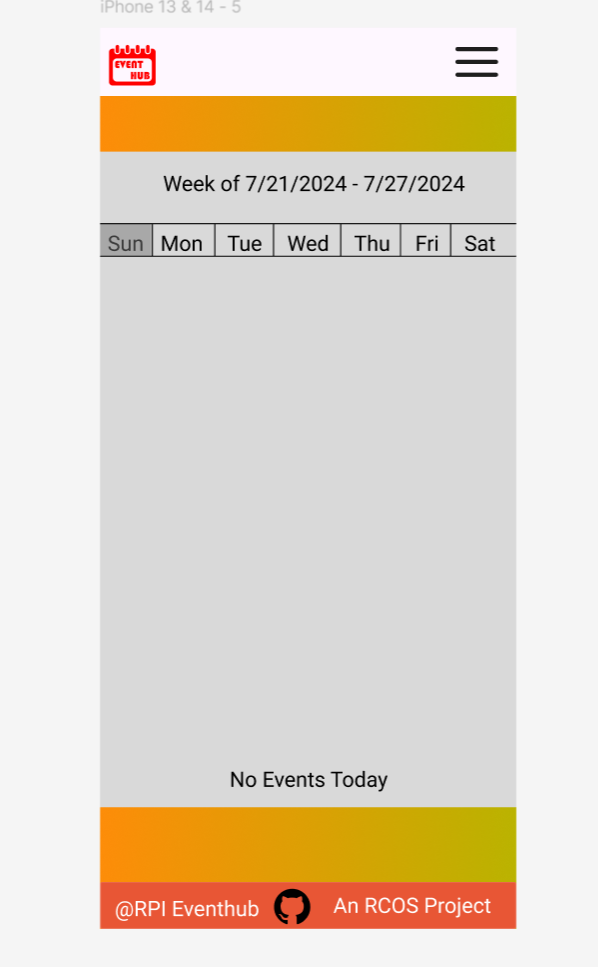 iPhone 13 & 14 - 5
EVENT
HUB
Week of 7/21/2024 - 7/27/2024
Sun Mon Tue Wed Thu Fri Sat
No Events Today
@RPI Eventhub An RCOS Project